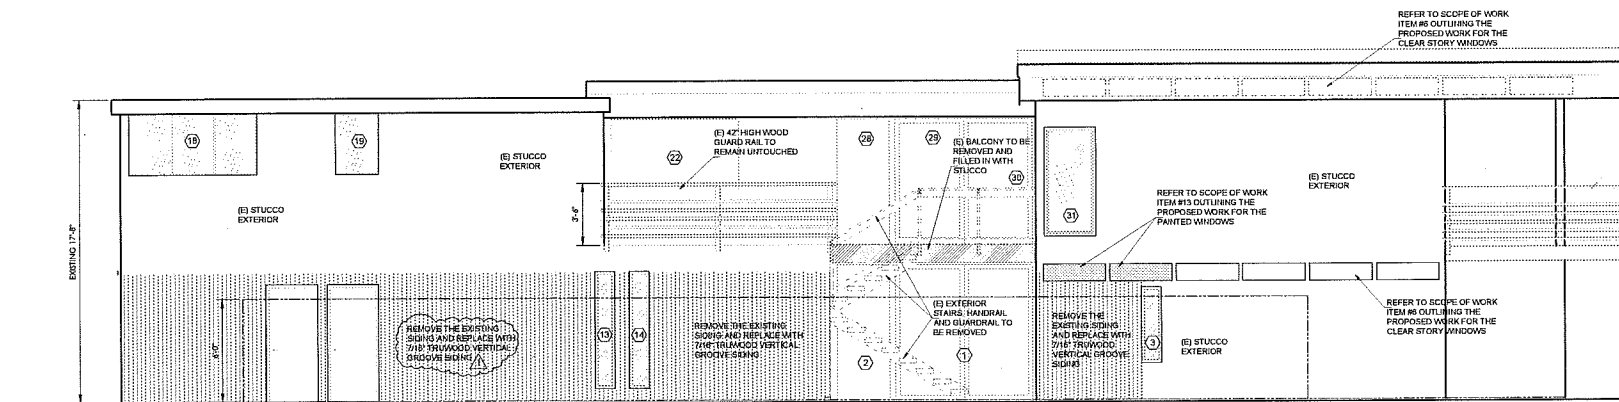 REFER TO SCOPE OF WORK
ITEM #6 OUTLINING THE
PROPOSED WORK FOR THE
CLEAR STORY WINDOWS
18
19
(E) STUCCO
EXTERIOR
(E) STUCCO
EXTERIOR
EXISTING 17'-8"
22
(E) 42" HIGH WOOD
GUARD RAIL TO
REMAIN UNTOUCHED
3'-6"
28
29
(E) BALCONY TO BE
REMOVED AND
FILLED IN WITH
STUCCO
30
31
(E) STUCCO
EXTERIOR
REFER TO SCOPE OF WORK
ITEM #13 OUTLINING THE
PROPOSED WORK FOR THE
PAINTED WINDOWS
6'-0"
REMOVE THE EXISTING
SIDING AND REPLACE WITH
7/16" TRUWOOD VERTICAL
GROOVE SIDING
1
13
14
REMOVE THE EXISTING
SIDING AND REPLACE WITH
7/16" TRUWOOD VERTICAL
GROOVE SIDING
2
(E) EXTERIOR
STAIRS, HANDRAIL
AND GUARDRAIL TO
BE REMOVED
1
REMOVE THE
EXISTING SIDING
AND REPLACE WITH
7/16" TRUWOOD
VERTICAL GROOVE
SIDING
3
(E) STUCCO
EXTERIOR
REFER TO SCOPE OF WORK
ITEM #6 OUTLINING THE
PROPOSED WORK FOR THE
CLEAR STORY WINDOWS